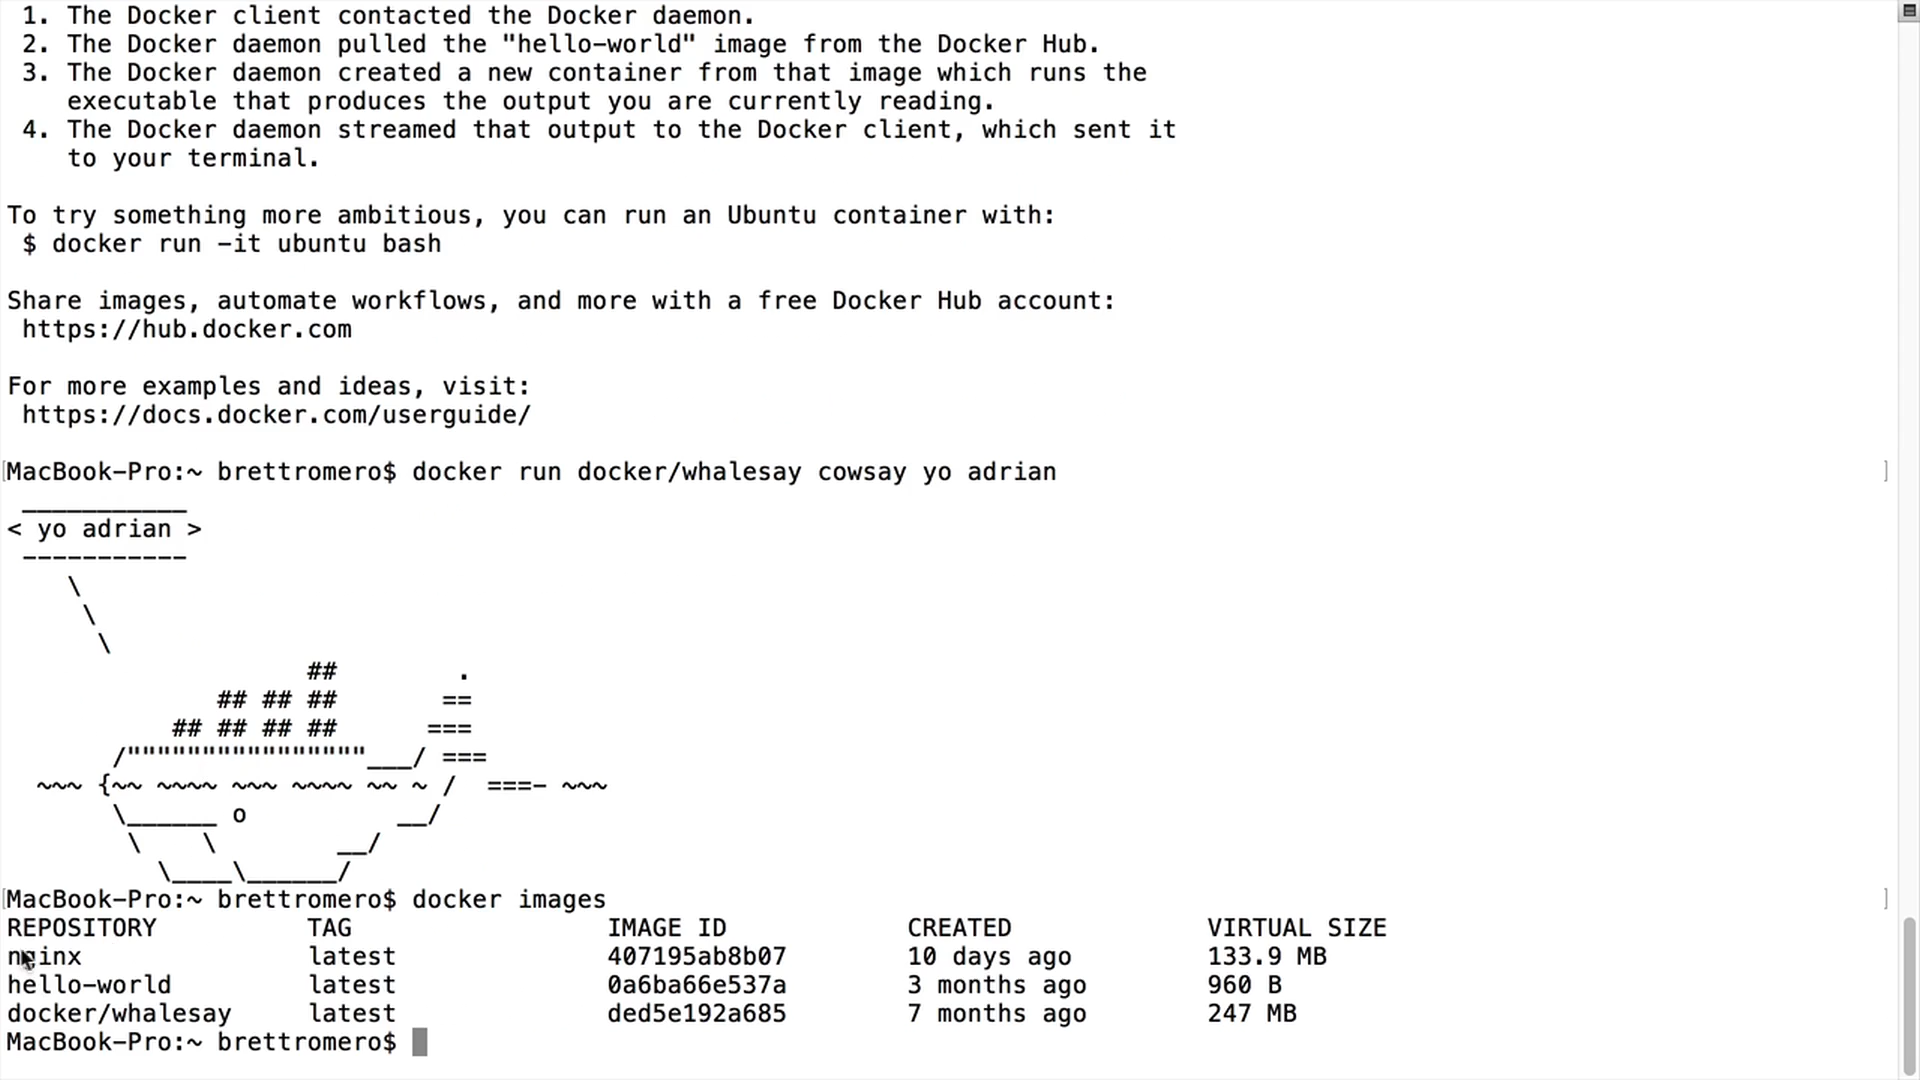 1. The Docker client contacted the Docker daemon.
 2. The Docker daemon pulled the "hello-world" image from the Docker Hub.
 3. The Docker daemon created a new container from that image which runs the
    executable that produces the output you are currently reading.
 4. The Docker daemon streamed that output to the Docker client, which sent it
    to your terminal.

To try something more ambitious, you can run an Ubuntu container with:
 $ docker run -it ubuntu bash

Share images, automate workflows, and more with a free Docker Hub account:
 https://hub.docker.com

For more examples and ideas, visit:
 https://docs.docker.com/userguide/

[MacBook-Pro:~ brettromero$ docker run docker/whalesay cowsay yo adrian ]
 ___________
< yo adrian >
 -----------
    \
     \
      \
                    ##        .
              ## ## ##       ==
           ## ## ## ##      ===
       /""""""""""""""""___/ ===
  ~~~ {~~ ~~~~ ~~~ ~~~~ ~~ ~ /  ===- ~~~
       \______ o          __/
        \    \        __/
          \____\______/
[MacBook-Pro:~ brettromero$ docker images ]
REPOSITORY          TAG                 IMAGE ID            CREATED             VIRTUAL SIZE
nginx               latest              407195ab8b07        10 days ago         133.9 MB
hello-world         latest              0a6ba66e537a        3 months ago        960 B
docker/whalesay     latest              ded5e192a685        7 months ago        247 MB
MacBook-Pro:~ brettromero$